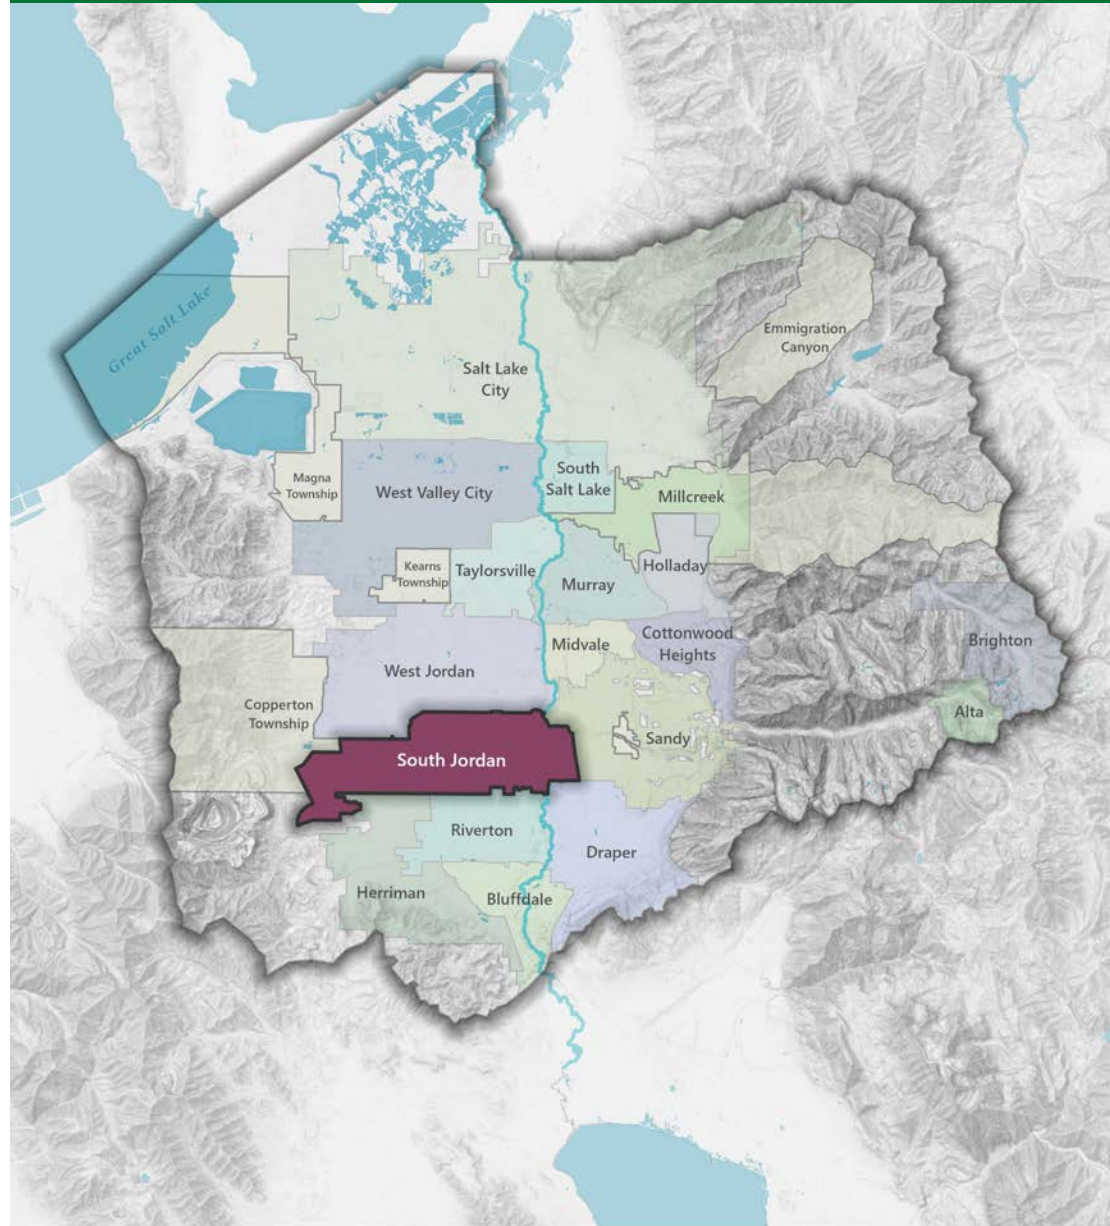 Great Salt Lake
Emmigration
Canyon
Salt Lake
City
South
Salt Lake
Magna
Township
West Valley City
Millcreek
Kearns
Township
Taylorsville
Holladay
Murray
Midvale
Cottonwood
Heights
Brighton
West Jordan
Copperton
Township
Alta
Sandy
South Jordan
Riverton
Draper
Herriman
Bluffdale